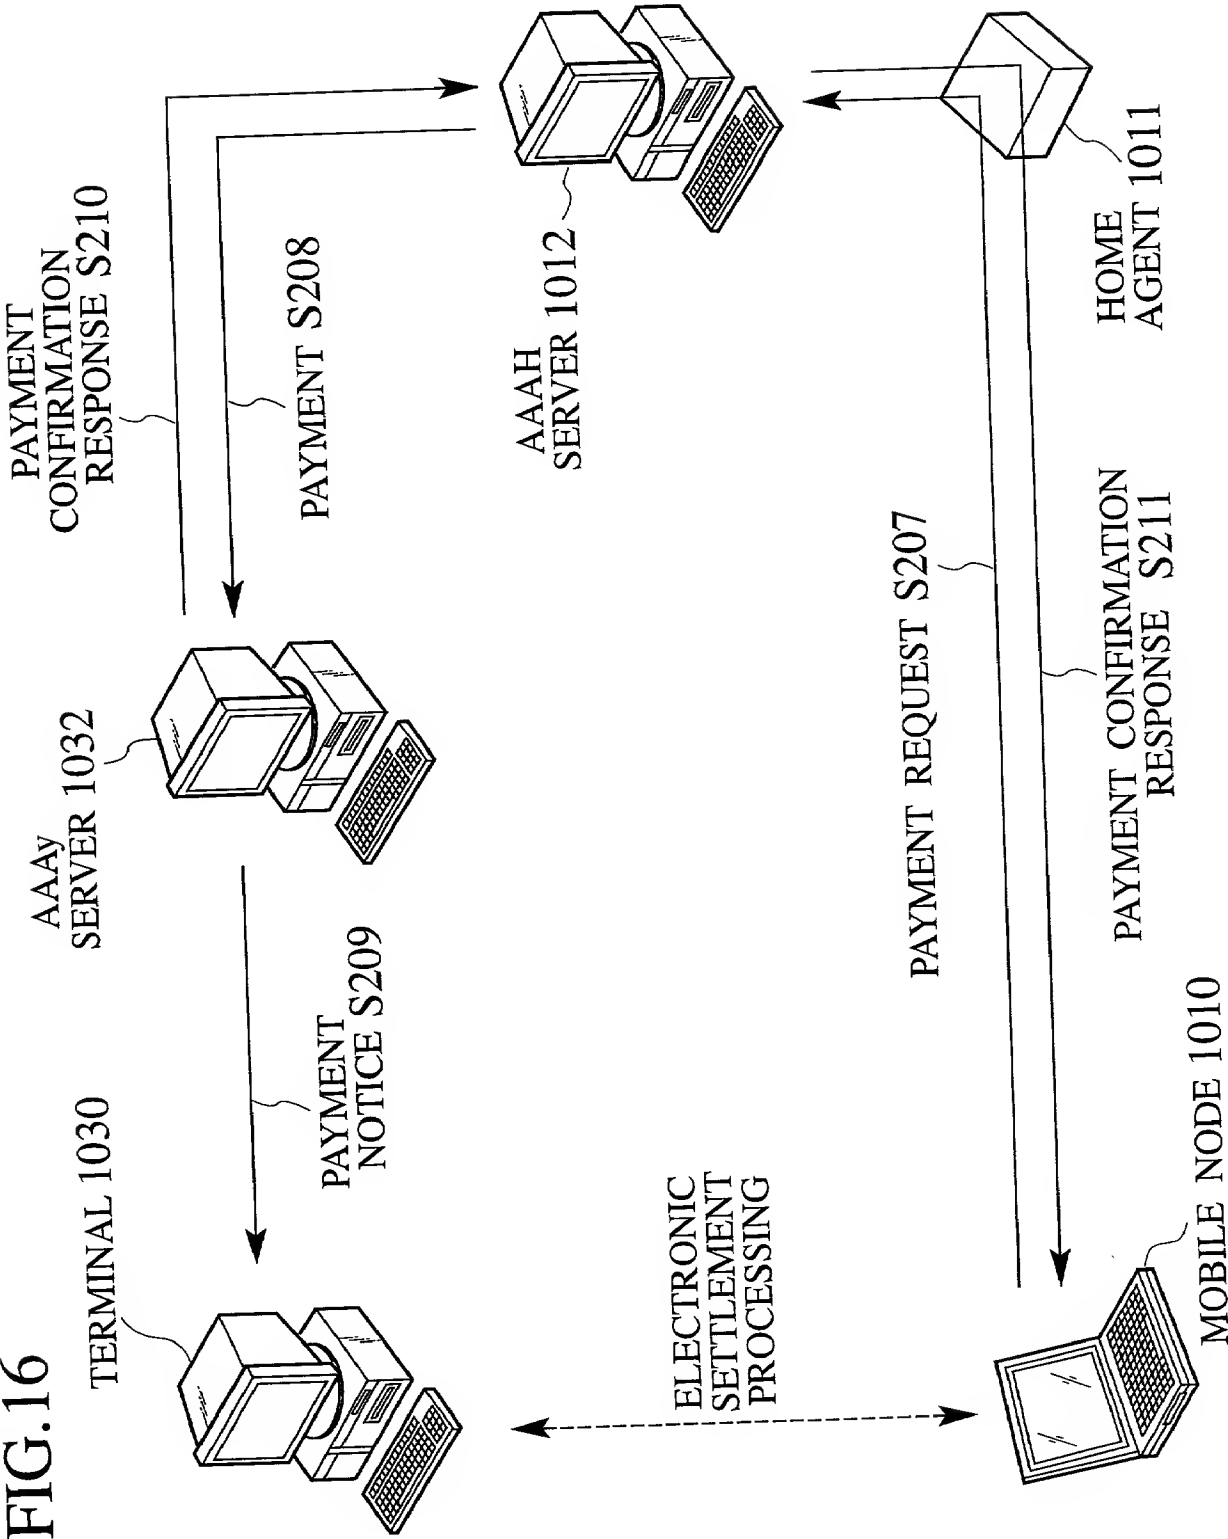 FIG.16
TERMINAL 1030
AAAy
SERVER 1032
PAYMENT
CONFIRMATION
RESPONSE S210
PAYMENT S208
PAYMENT
NOTICE S209
AAAH
SERVER 1012
ELECTRONIC
SETTLEMENT
PROCESSING
PAYMENT REQUEST S207
PAYMENT CONFIRMATION
RESPONSE S211
HOME
AGENT 1011
MOBILE NODE 1010